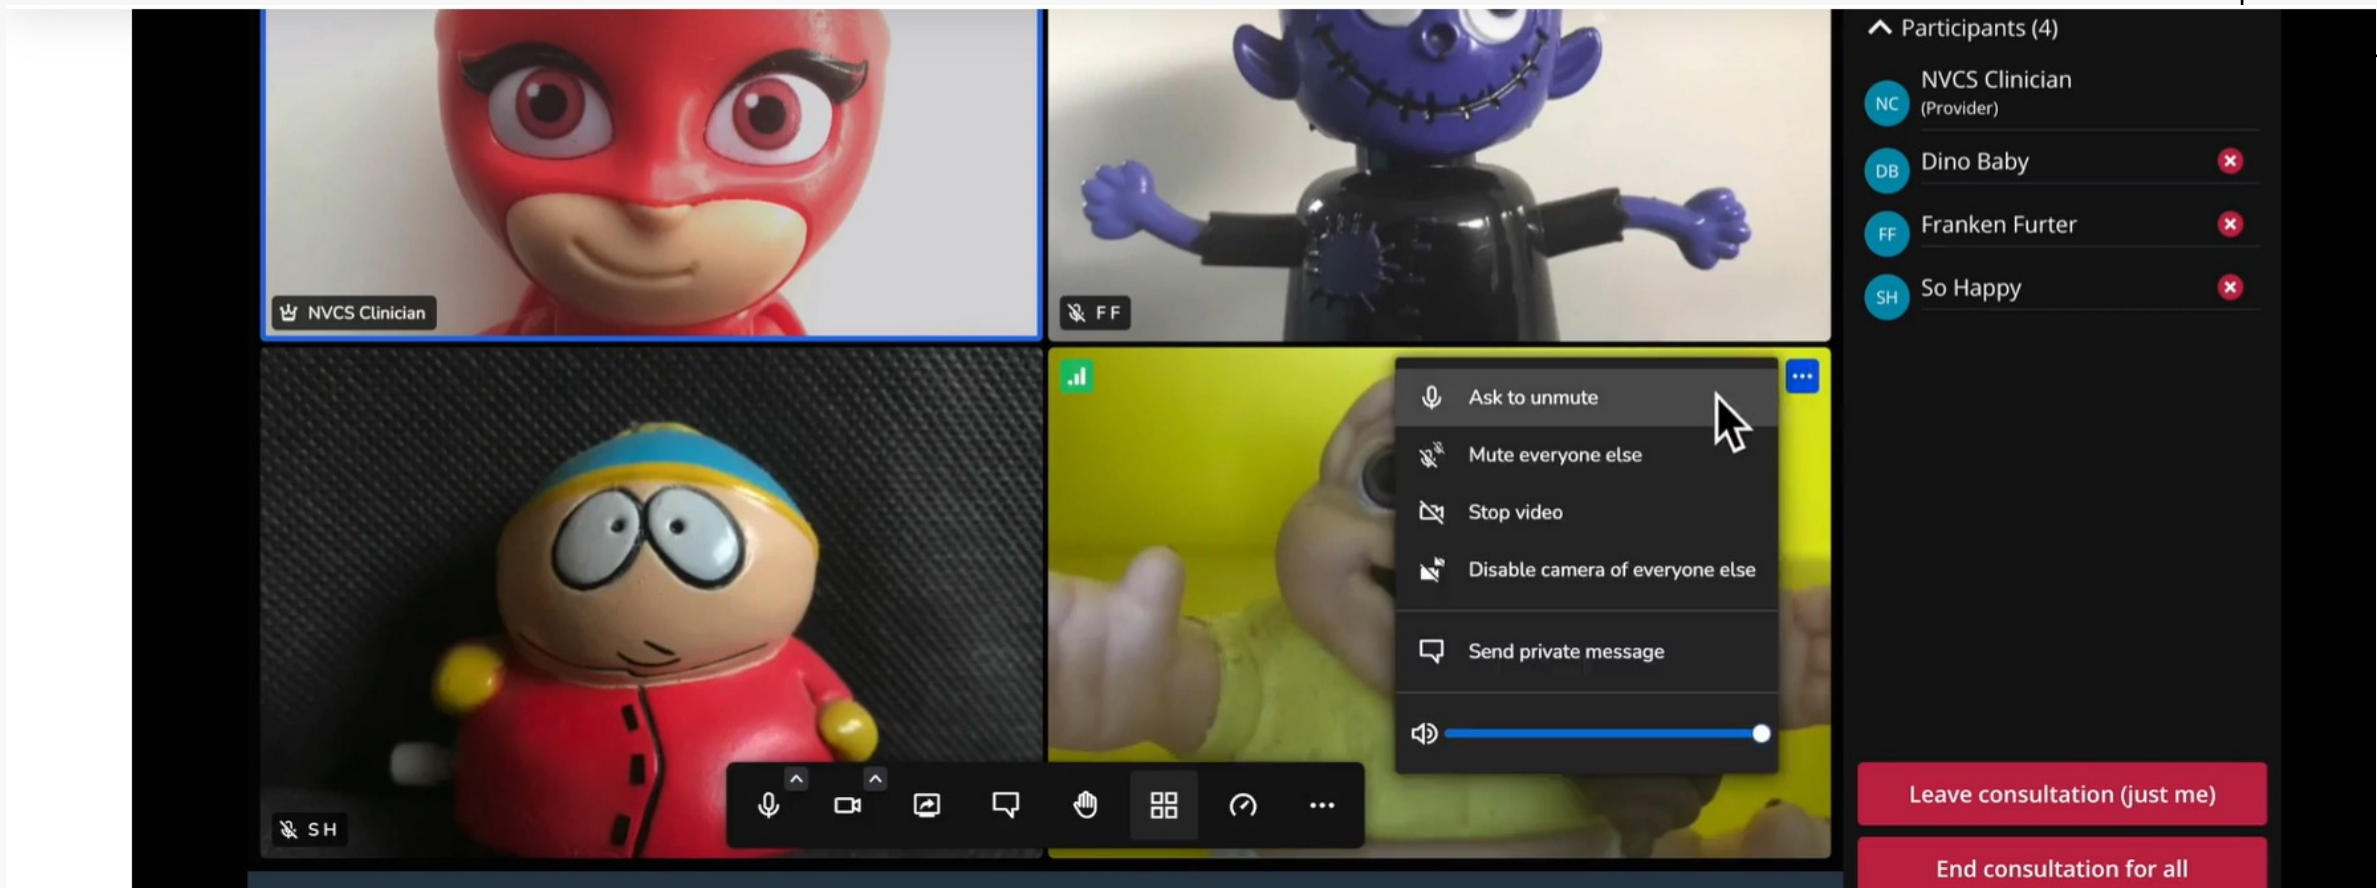 Participants (4)
NC
NVCS Clinician
(Provider)
DB
Dino Baby
FF
Franken Furter
SH
So Happy
NVCS Clinician
F F
Ask to unmute
Mute everyone else
Stop video
Disable camera of everyone else
Send private message
S H
Leave consultation (just me)
End consultation for all